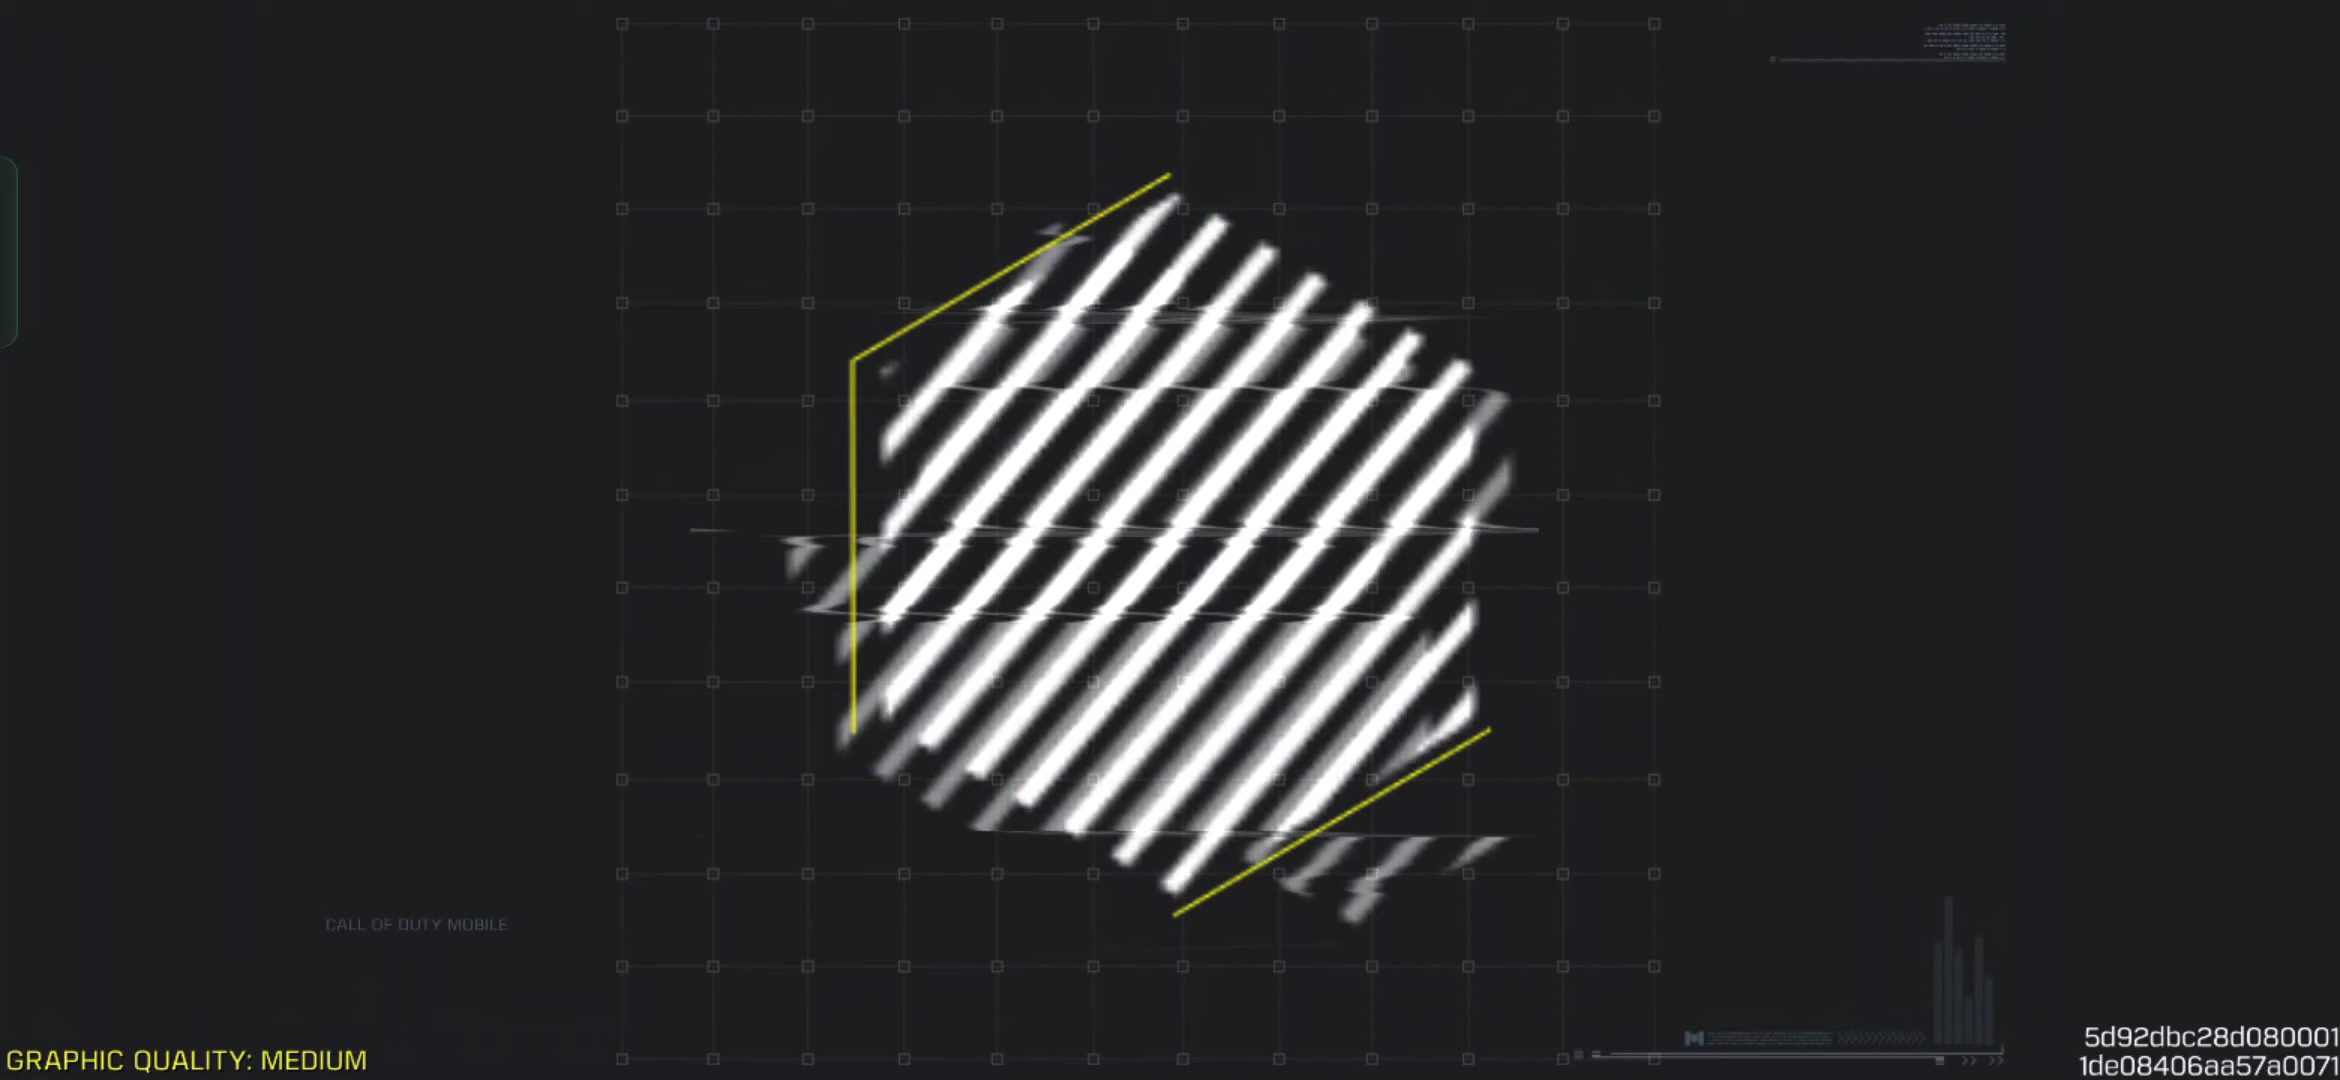 CALL OF DUTY MOBILE
GRAPHIC QUALITY: MEDIUM
5d92dbc28d080001
1de08406aa57a0071